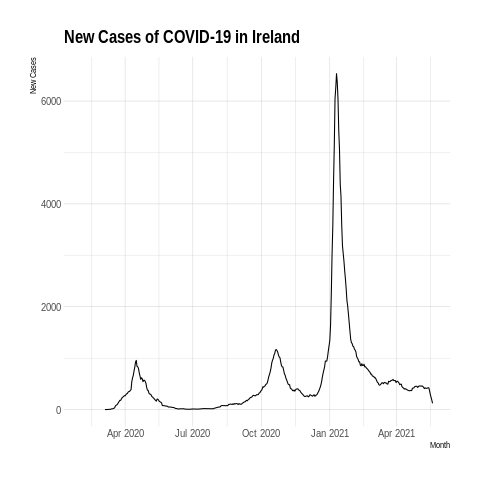 New Cases of COVID-19 in Ireland
New Cases
6000
4000
2000
0
Apr 2020 Jul 2020 Oct 2020 Jan 2021 Apr 2021
Month